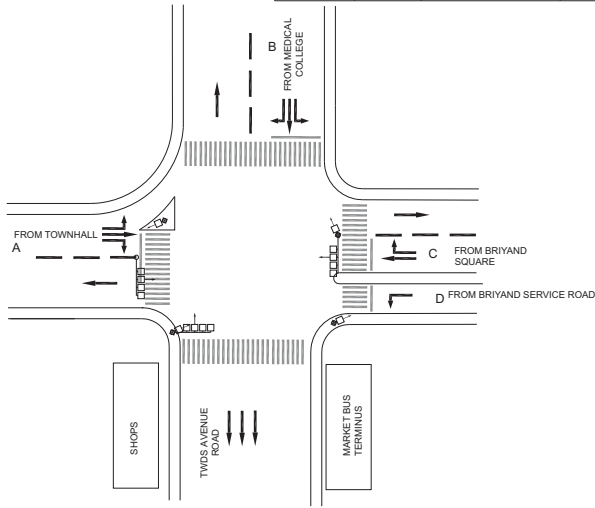 B
FROM MEDICAL
COLLEGE
FROM TOWNHALL
A
C
FROM BRIYAND
SQUARE
D
FROM BRIYAND SERVICE ROAD
SHOPS
TWDS AVENUE
ROAD
MARKET BUS
TERMINUS